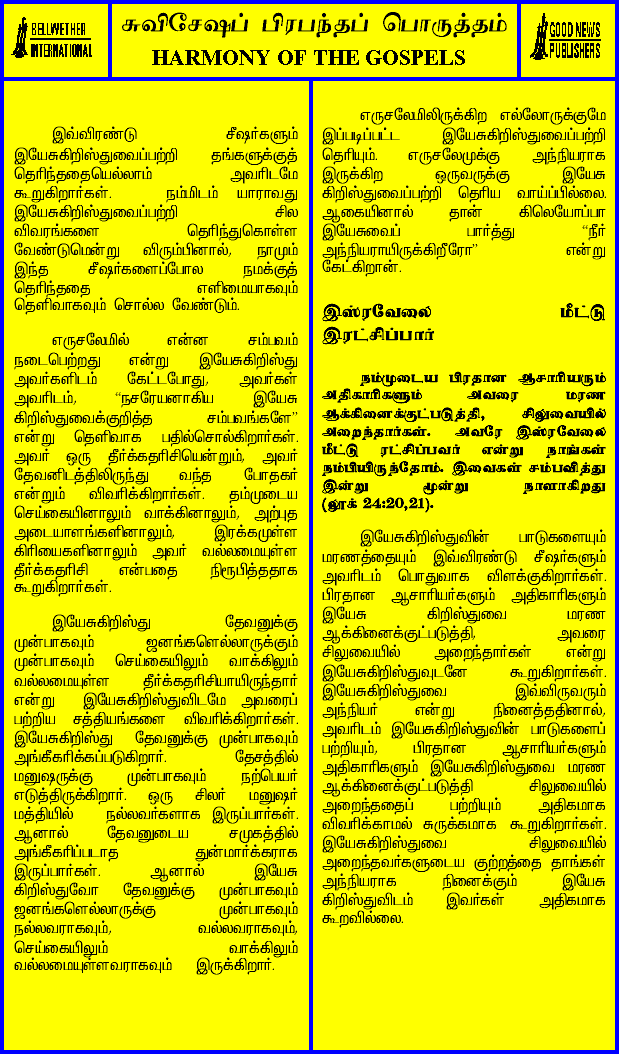 BELLWETHER
INTERNATIONAL
சுவிசேஷப் பிரபந்தப் பொருத்தம்
HARMONY OF THE GOSPELS
GOOD NEWS
PUBLISHERS
இவ்விரண்டு சீஷர்களும்
இயேசுகிறிஸ்துவைப்பற்றி தங்களுக்குத்
தெரிந்ததையெல்லாம் அவரிடமே
கூறுகிறார்கள். நம்மிடம் யாராவது
இயேசுகிறிஸ்துவைப்பற்றி சில
விவரங்களை தெரிந்துகொள்ள
வேண்டுமென்று விரும்பினால், நாமும்
இந்த சீஷர்களைப்போல நமக்குத்
தெரிந்ததை எளிமையாகவும்
தெளிவாகவும் சொல்ல வேண்டும்.
எருசலேமில் என்ன சம்பவம்
நடைபெற்றது என்று இயேசுகிறிஸ்து
அவர்களிடம் கேட்டபோது, அவர்கள்
அவரிடம், “நசரேயனாகிய இயேசு
கிறிஸ்துவைக்குறித்த சம்பவங்களே”
என்று தெளிவாக பதில்சொல்கிறார்கள்.
அவர் ஒரு தீர்க்கதரிசியென்றும், அவர்
தேவனிடத்திலிருந்து வந்த போதகர்
என்றும் விவரிக்கிறார்கள். தம்முடைய
செய்கையினாலும் வாக்கினாலும், அற்புத
அடையாளங்களினாலும், இரக்கமுள்ள
கிரியைகளினாலும் அவர் வல்லமையுள்ள
தீர்க்கதரிசி என்பதை நிரூபித்ததாக
கூறுகிறார்கள்.
இயேசுகிறிஸ்து தேவனுக்கு
முன்பாகவும் ஜனங்களெல்லாருக்கும்
முன்பாகவும் செய்கையிலும் வாக்கிலும்
வல்லமையுள்ள தீர்க்கதரிசியாயிருந்தார்
என்று இயேசுகிறிஸ்துவிடமே அவரைப்
பற்றிய சத்தியங்களை விவரிக்கிறார்கள்.
இயேசுகிறிஸ்து தேவனுக்கு முன்பாகவும்
அங்கீகரிக்கப்படுகிறார். தேசத்தில்
மனுஷருக்கு முன்பாகவும் நற்பெயர்
எடுத்திருக்கிறார். ஒரு சிலர் மனுஷர்
மத்தியில் நல்லவர்களாக இருப்பார்கள்.
ஆனால் தேவனுடைய சமுகத்தில்
அங்கீகரிப்படாத துன்மார்க்கராக
இருப்பார்கள். ஆனால் இயேசு
கிறிஸ்துவோ தேவனுக்கு முன்பாகவும்
ஜனங்களெல்லாருக்கு முன்பாகவும்
நல்லவராகவும், வல்லவராகவும்,
செய்கையிலும் வாக்கிலும்
வல்லமையுள்ளவராகவும் இருக்கிறார்.
எருசலேமிலிருக்கிற எல்லோருக்குமே
இப்படிப்பட்ட இயேசுகிறிஸ்துவைப்பற்றி
தெரியும். எருசலேமுக்கு அந்நியராக
இருக்கிற ஒருவருக்கு இயேசு
கிறிஸ்துவைப்பற்றி தெரிய வாய்ப்பில்லை.
ஆகையினால் தான் கிலெயோப்பா
இயேசுவைப் பார்த்து “நீர்
அந்நியராயிருக்கிறீரோ” என்று
கேட்கிறான்.
இஸ்ரவேலை மீட்டு
இரட்சிப்பார்
நம்முடைய பிரதான ஆசாரியரும்
அதிகாரிகளும் அவரை மரண
ஆக்கினைக்குட்படுத்தி, சிலுவையில்
அறைந்தார்கள். அவரே இஸ்ரவேலை
மீட்டு ரட்சிப்பவர் என்று நாங்கள்
நம்பியிருந்தோம். இவைகள் சம்பவித்து
இன்று மூன்று நாளாகிறது
(லூக் 24:20,21).
இயேசுகிறிஸ்துவின் பாடுகளையும்
மரணத்தையும் இவ்விரண்டு சீஷர்களும்
அவரிடம் பொதுவாக விளக்குகிறார்கள்.
பிரதான ஆசாரியர்களும் அதிகாரிகளும்
இயேசு கிறிஸ்துவை மரண
ஆக்கினைக்குட்படுத்தி, அவரை
சிலுவையில் அறைந்தார்கள் என்று
இயேசுகிறிஸ்துவுடனே கூறுகிறார்கள்.
இயேசுகிறிஸ்துவை இவ்விருவரும்
அந்நியர் என்று நினைத்ததினால்,
அவரிடம் இயேசுகிறிஸ்துவின் பாடுகளைப்
பற்றியும், பிரதான ஆசாரியர்களும்
அதிகாரிகளும் இயேசுகிறிஸ்துவை மரண
ஆக்கினைக்குட்படுத்தி சிலுவையில்
அறைந்ததைப் பற்றியும் அதிகமாக
விவரிக்காமல் சுருக்கமாக கூறுகிறார்கள்.
இயேசுகிறிஸ்துவை சிலுவையில்
அறைந்தவர்களுடைய குற்றத்தை தாங்கள்
அந்நியராக நினைக்கும் இயேசு
கிறிஸ்துவிடம் இவர்கள் அதிகமாக
கூறவில்லை.